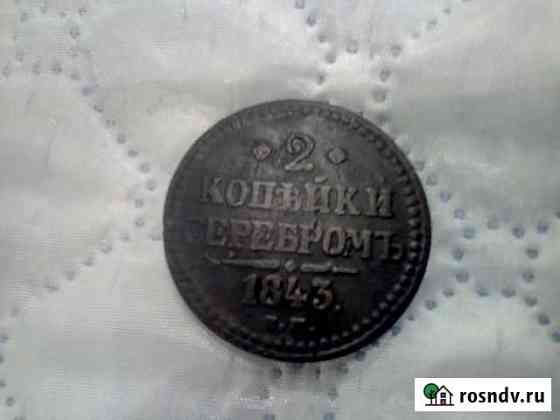 2
КОПѢЙКИ
СЕРЕБРОМЪ
1843.
rosndv.ru